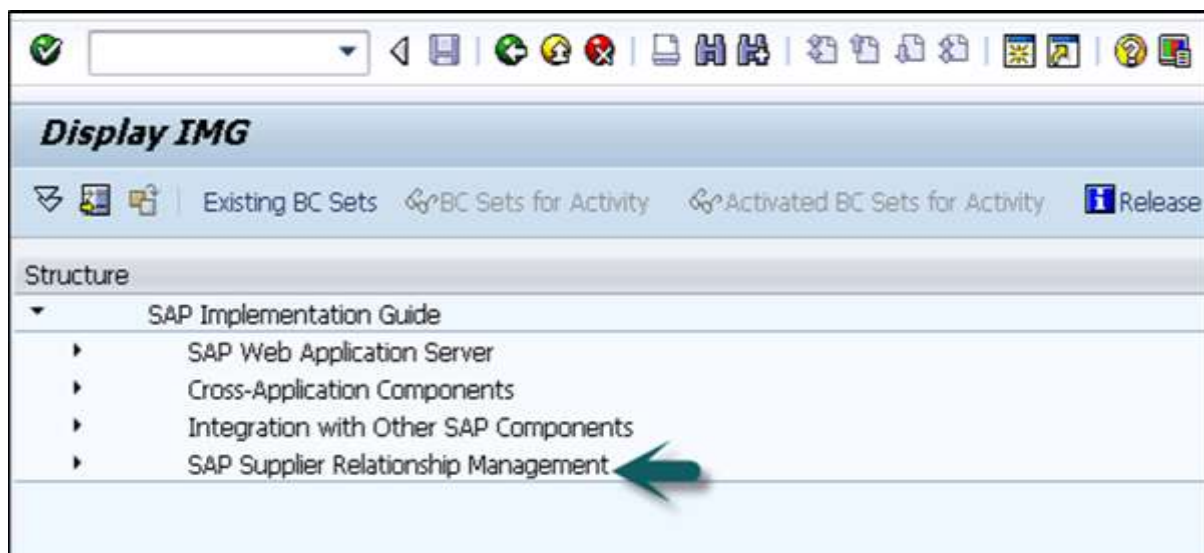 Display IMG
Existing BC Sets BC Sets for Activity Activated BC Sets for Activity Release
Structure
SAP Implementation Guide
SAP Web Application Server
Cross-Application Components
Integration with Other SAP Components
SAP Supplier Relationship Management